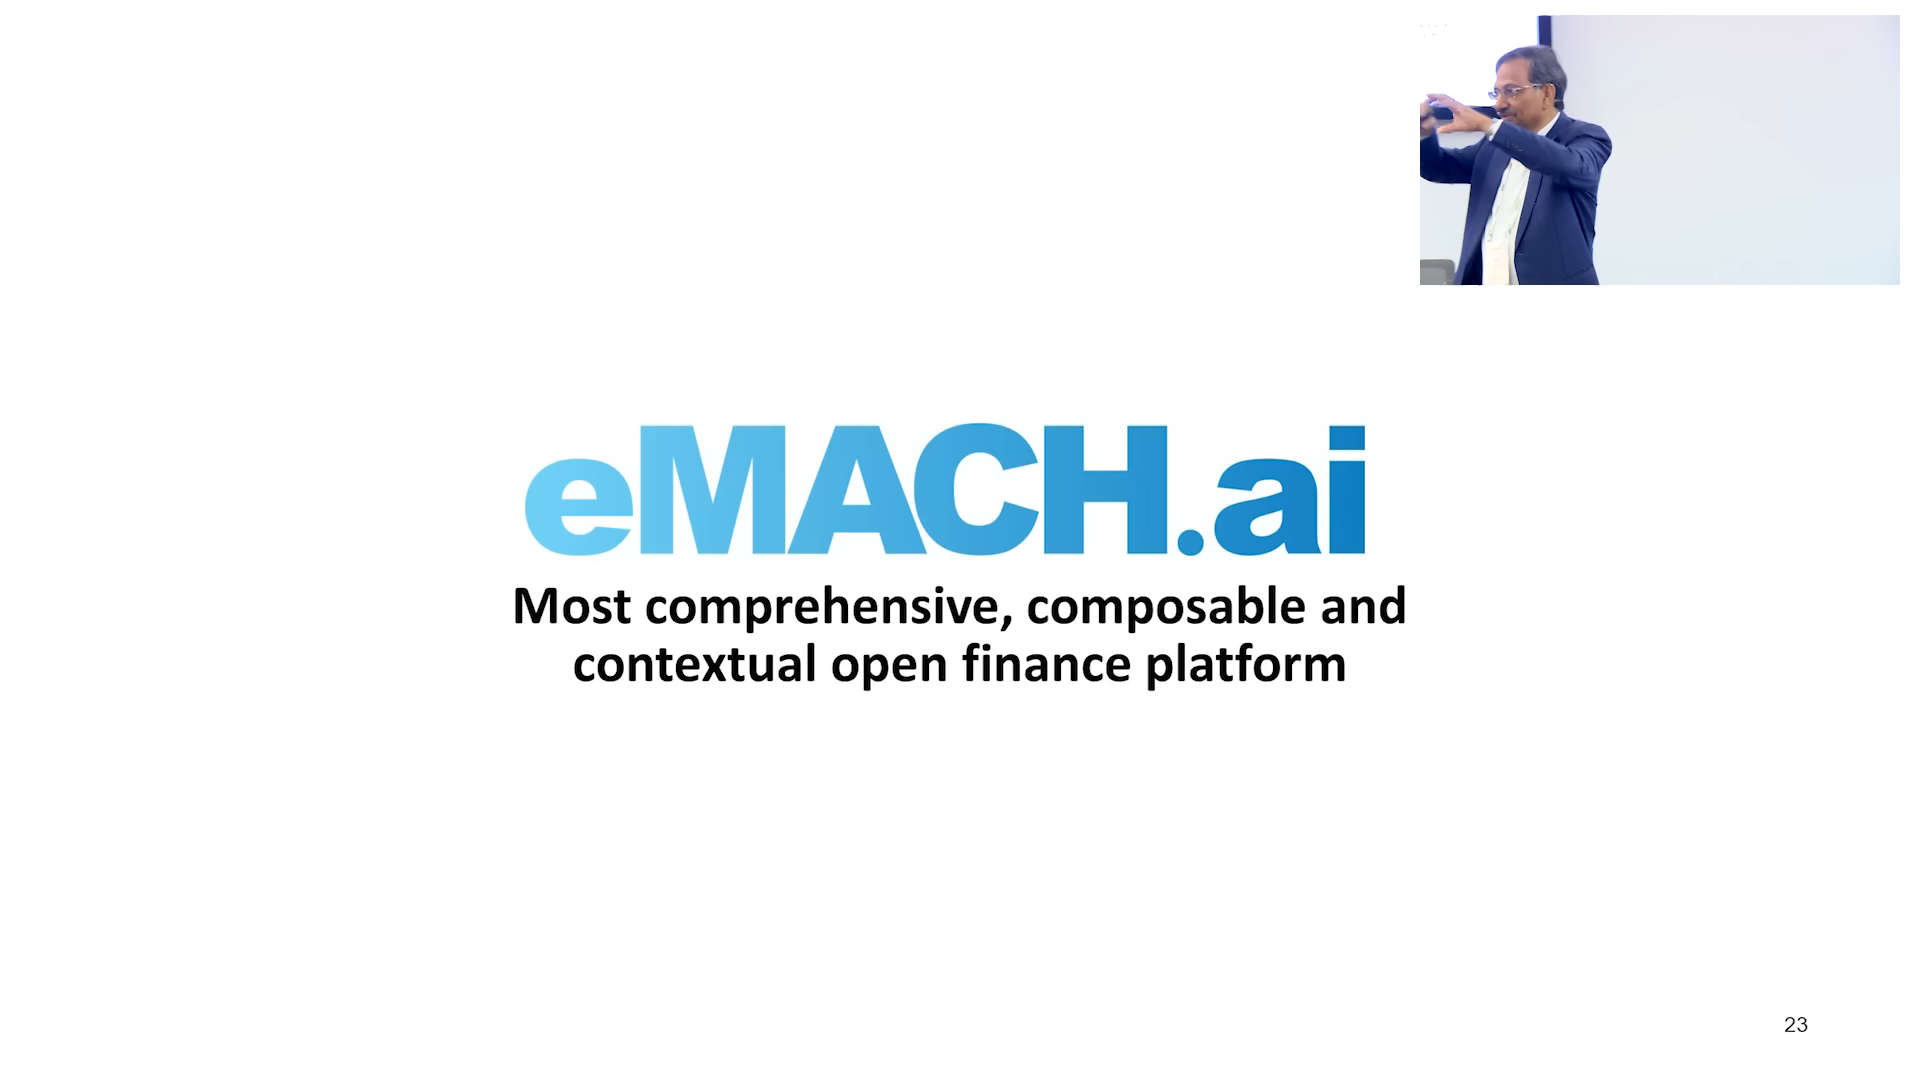 eMACH.ai
Most comprehensive, composable and
contextual open finance platform
23